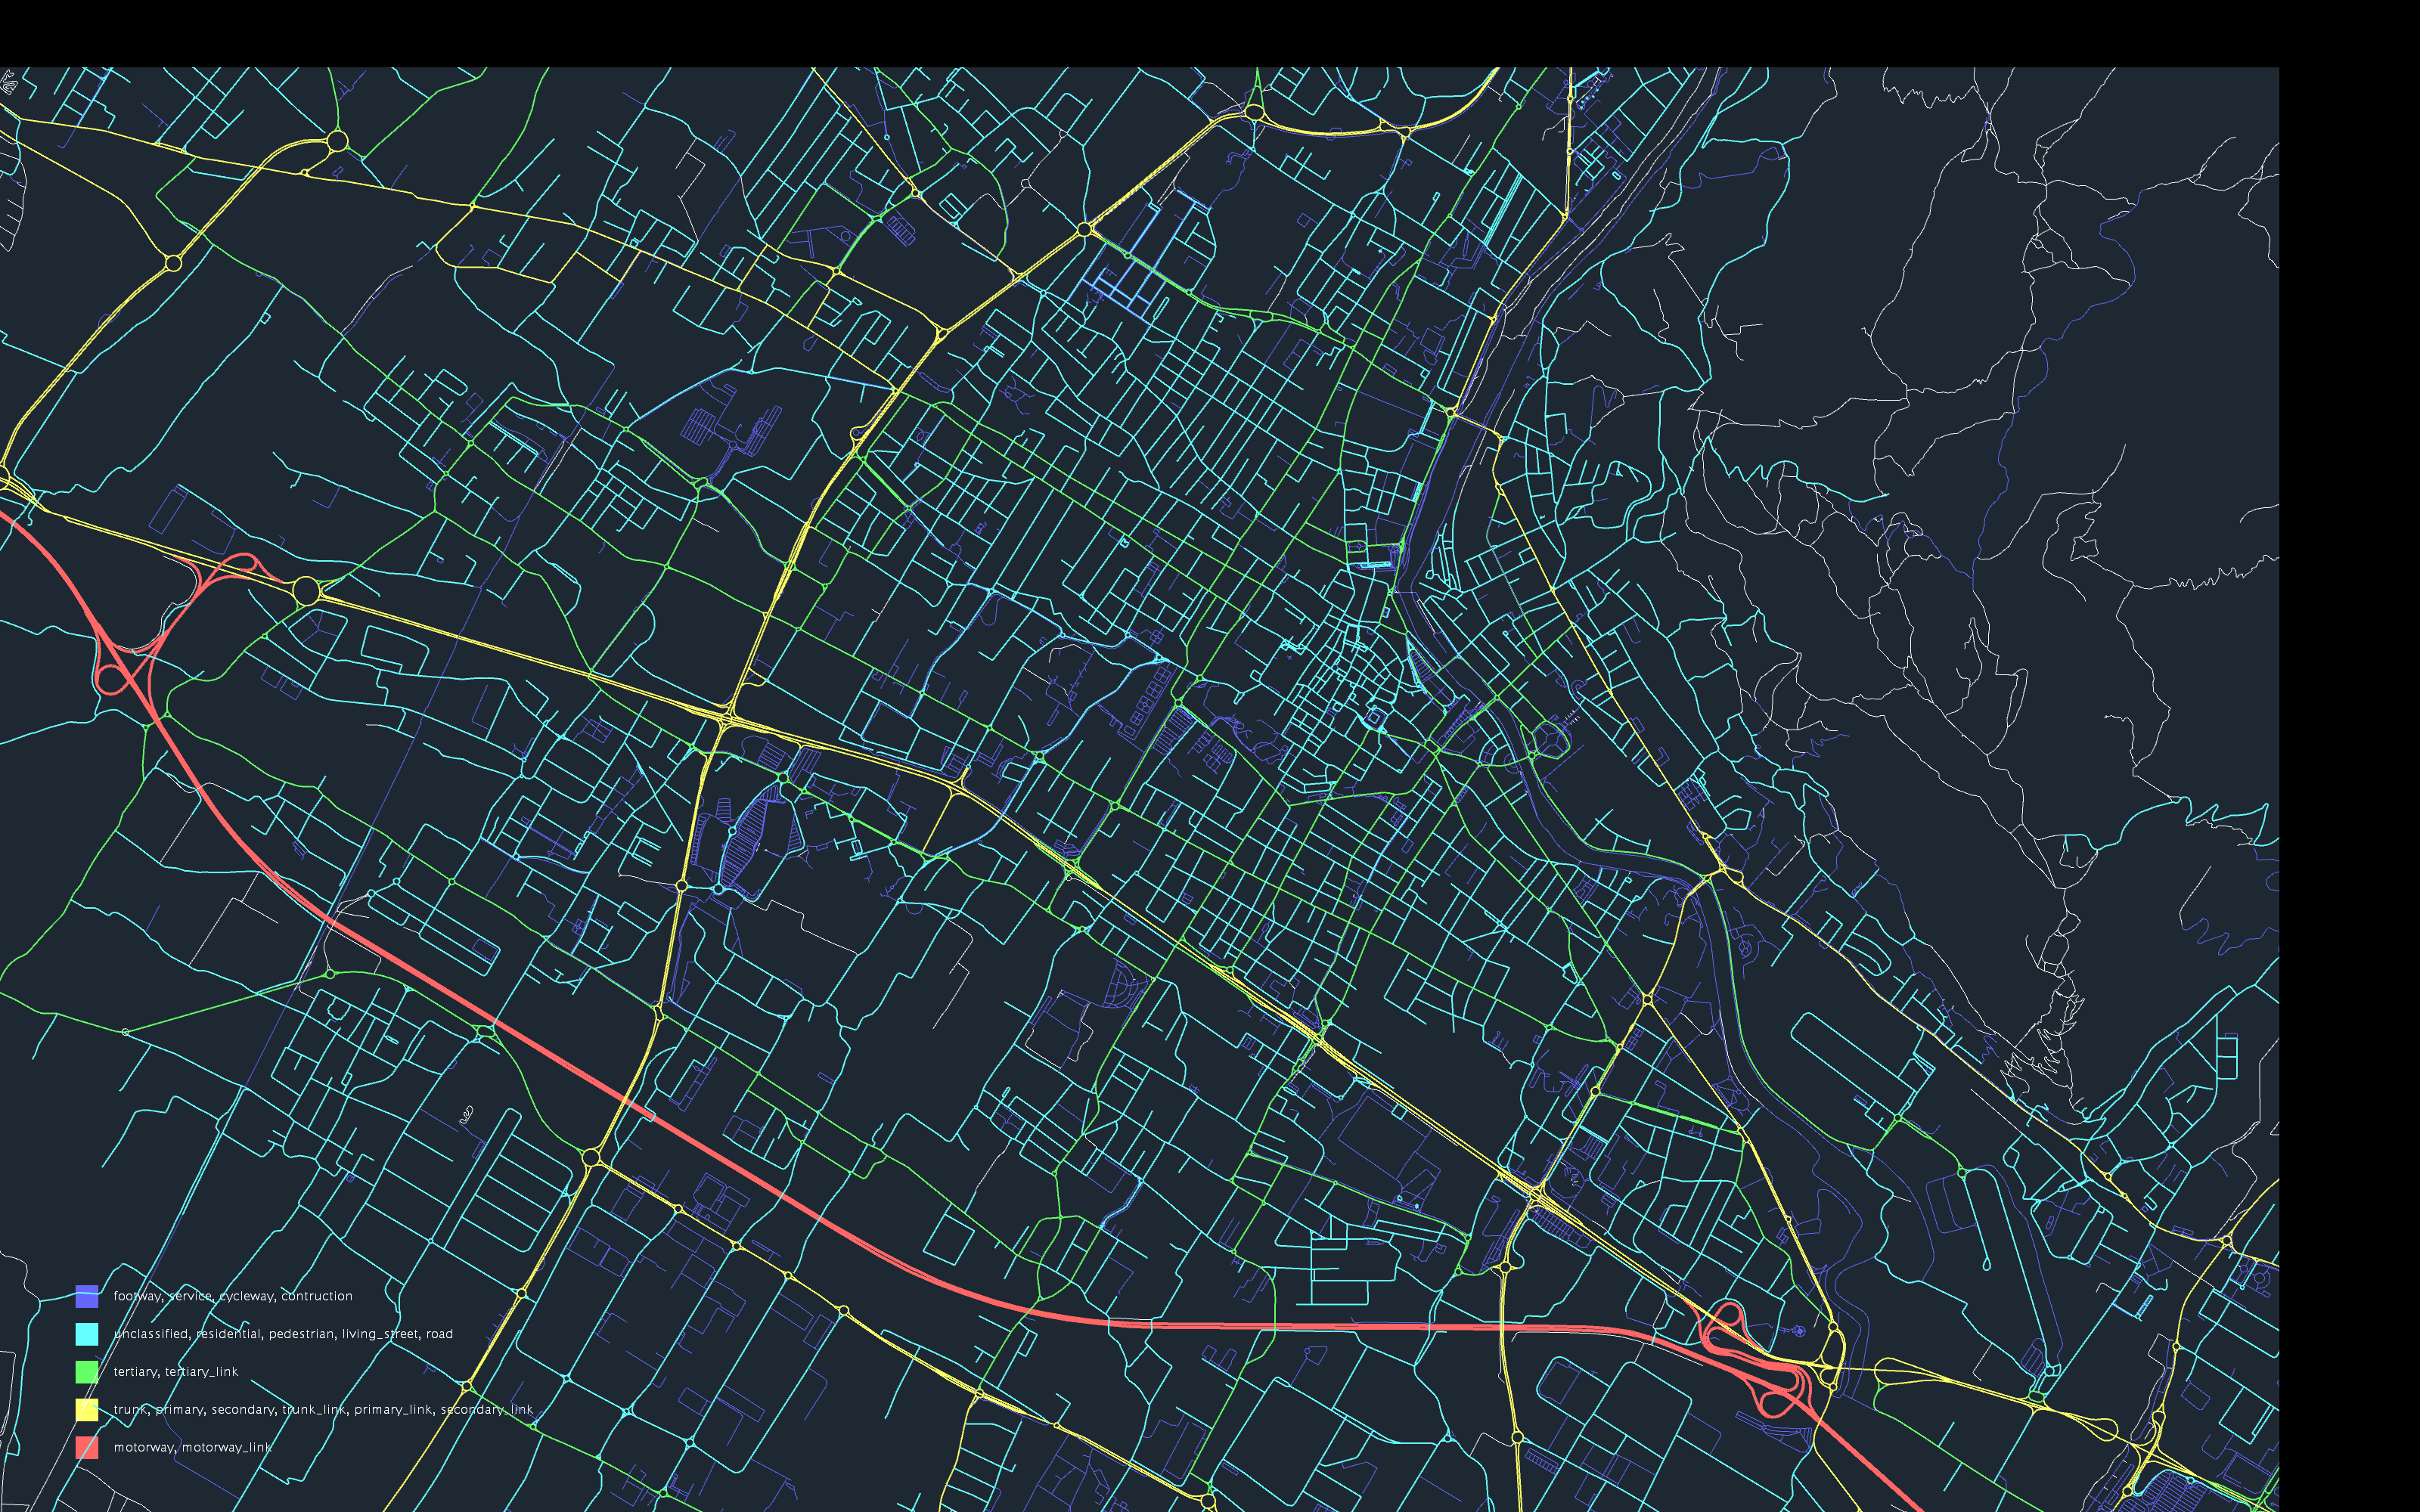 footway, service, cycleway, contruction
unclassified, residential, pedestrian, living_street, road
tertiary, tertiary_link
trunk, primary, secondary, trunk_link, primary_link, secondary_link
motorway, motorway_link